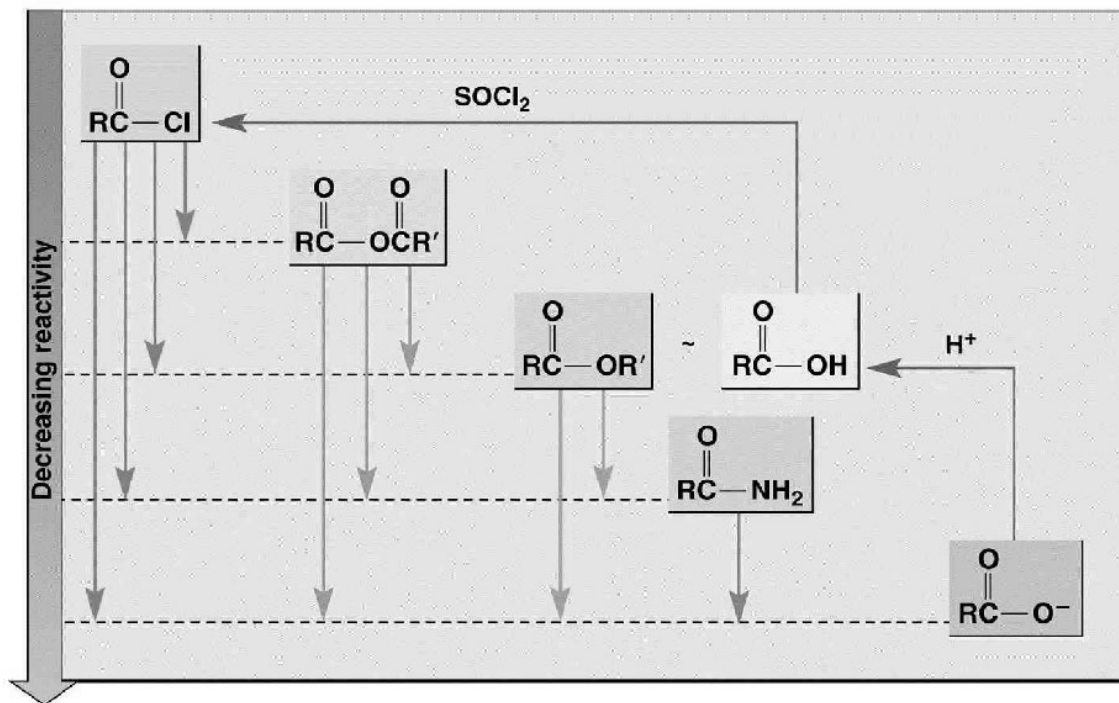 O
RC—Cl
SOCl₂
O O
RC—OCR′
O
RC—OR′
~
O
RC—OH
H⁺
O
RC—NH₂
O
RC—O⁻
Decreasing reactivity